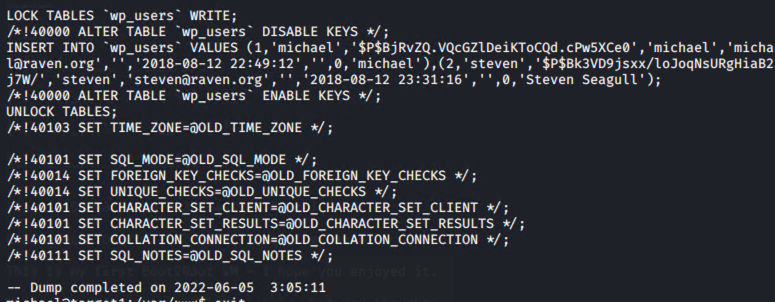 LOCK TABLES `wp_users` WRITE;
/*!40000 ALTER TABLE `wp_users` DISABLE KEYS */;
INSERT INTO `wp_users` VALUES (1,'michael','$P$BjRvZQ.VQcGZlDeiKToCQd.cPw5XCe0','michael','micha
l@raven.org','','2018-08-12 22:49:12','',0,'michael'),(2,'steven','$P$Bk3VD9jsxx/loJoqNsURgHiaB2
j7W/','steven','steven@raven.org','','2018-08-12 23:31:16','',0,'Steven Seagull');
/*!40000 ALTER TABLE `wp_users` ENABLE KEYS */;
UNLOCK TABLES;
/*!40103 SET TIME_ZONE=@OLD_TIME_ZONE */;
/*!40101 SET SQL_MODE=@OLD_SQL_MODE */;
/*!40014 SET FOREIGN_KEY_CHECKS=@OLD_FOREIGN_KEY_CHECKS */;
/*!40014 SET UNIQUE_CHECKS=@OLD_UNIQUE_CHECKS */;
/*!40101 SET CHARACTER_SET_CLIENT=@OLD_CHARACTER_SET_CLIENT */;
/*!40101 SET CHARACTER_SET_RESULTS=@OLD_CHARACTER_SET_RESULTS */;
/*!40101 SET COLLATION_CONNECTION=@OLD_COLLATION_CONNECTION */;
/*!40111 SET SQL_NOTES=@OLD_SQL_NOTES */;
-- Dump completed on 2022-06-05  3:05:11
michael@target1:/var/www$ exit